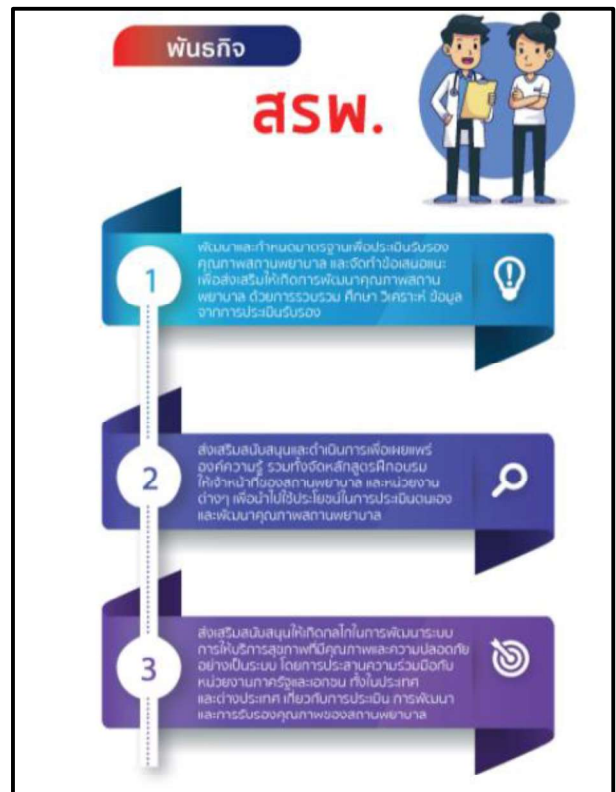 พันธกิจ
สรพ.
1
พัฒนาและกำหนดมาตรฐานเพื่อประเมินรับรอง
คุณภาพสถานพยาบาล และจัดทำข้อเสนอแนะ
เพื่อส่งเสริมให้เกิดการพัฒนาคุณภาพสถาน
พยาบาล ด้วยการรวบรวม ศึกษา วิเคราะห์ ข้อมูล
จากการประเมินรับรอง
2
ส่งเสริมสนับสนุนและดำเนินการเพื่อเผยแพร่
องค์ความรู้ รวมทั้งจัดหลักสูตรฝึกอบรม
ให้เจ้าหน้าที่ของสถานพยาบาล และหน่วยงาน
ต่างๆ เพื่อนำไปใช้ประโยชน์ในการประเมินตนเอง
และพัฒนาคุณภาพสถานพยาบาล
3
ส่งเสริมสนับสนุนให้เกิดกลไกในการพัฒนาระบบ
การให้บริการสุขภาพที่มีคุณภาพและความปลอดภัย
อย่างเป็นระบบ โดยการประสานความร่วมมือกับ
หน่วยงานภาครัฐและเอกชน ทั้งในประเทศ
และต่างประเทศ เกี่ยวกับการประเมิน การพัฒนา
และการรับรองคุณภาพของสถานพยาบาล